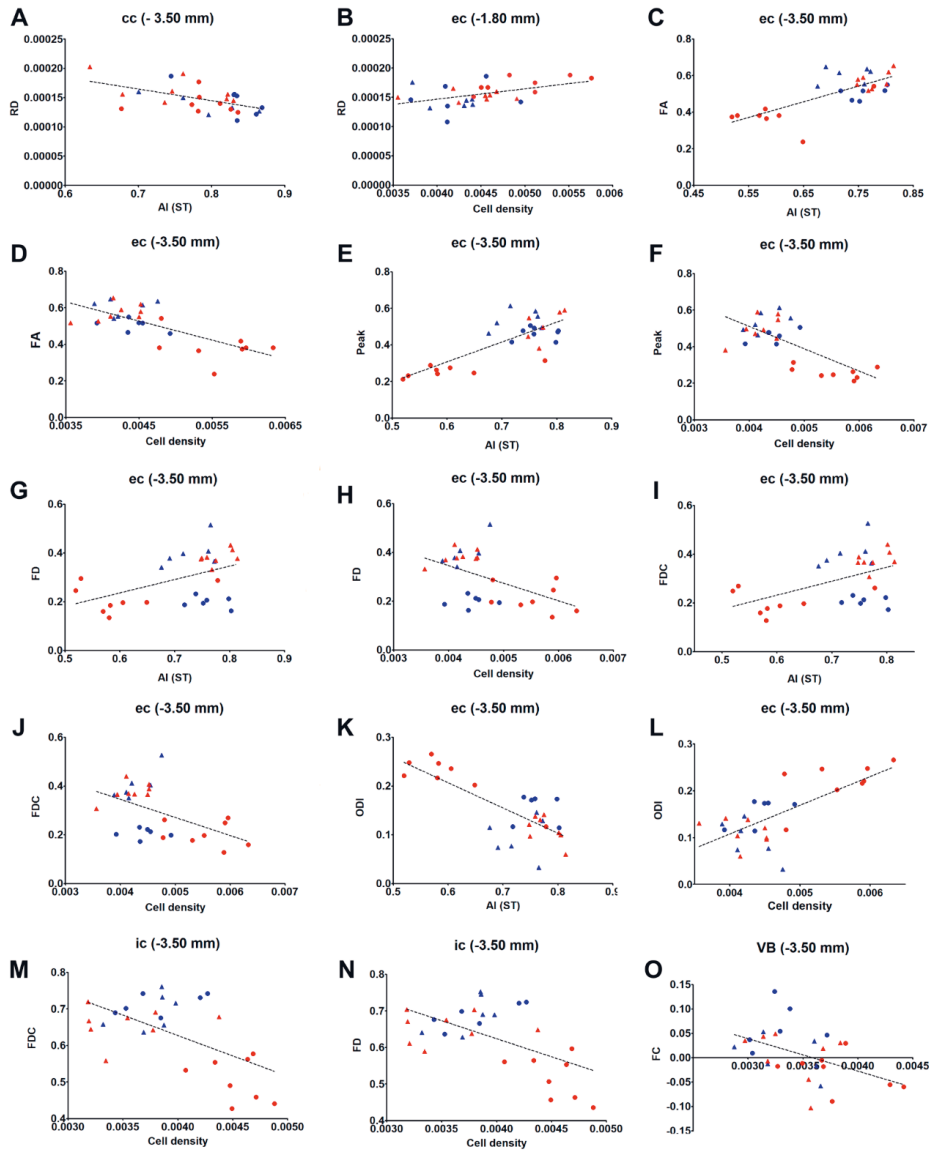 A cc (- 3.50 mm)
0.00025
0.00020
0.00015
0.00010
0.00005
0.00000
RD
0.6 0.7 0.8 0.9
AI (ST)
B ec (-1.80 mm)
0.00025
0.00020
0.00015
0.00010
0.00005
0.00000
RD
0.0035 0.0040 0.0045 0.0050 0.0055 0.006
Cell density
C ec (-3.50 mm)
0.8
0.6
0.4
0.2
0.0
FA
0.45 0.55 0.65 0.75 0.85
AI (ST)
D ec (-3.50 mm)
0.8
0.6
0.4
0.2
0.0
FA
0.0035 0.0045 0.0055 0.0065
Cell density
E ec (-3.50 mm)
0.8
0.6
0.4
0.2
0.0
Peak
0.5 0.6 0.7 0.8 0.9
AI (ST)
F ec (-3.50 mm)
0.8
0.6
0.4
0.2
0.0
Peak
0.003 0.004 0.005 0.006 0.007
Cell density
G ec (-3.50 mm)
0.6
0.4
0.2
0.0
FD
0.5 0.6 0.7 0.8 0.9
AI (ST)
H ec (-3.50 mm)
0.6
0.4
0.2
0.0
FD
0.003 0.004 0.005 0.006 0.007
Cell density
I ec (-3.50 mm)
0.6
0.4
0.2
0.0
FDC
0.5 0.6 0.7 0.8
AI (ST)
J ec (-3.50 mm)
0.6
0.4
0.2
0.0
FDC
0.003 0.004 0.005 0.006 0.007
Cell density
K ec (-3.50 mm)
0.3
0.2
0.1
0.0
ODI
0.5 0.6 0.7 0.8
AI (ST)
L ec (-3.50 mm)
0.3
0.2
0.1
0.0
ODI
0.004 0.005 0.006
Cell density
M ic (-3.50 mm)
0.8
0.7
0.6
0.5
0.4
FDC
0.0030 0.0035 0.0040 0.0045 0.0050
Cell density
N ic (-3.50 mm)
0.8
0.7
0.6
0.5
0.4
FD
0.0030 0.0035 0.0040 0.0045 0.0050
Cell density
O VB (-3.50 mm)
0.15
0.10
0.05
0.00
-0.05
-0.10
-0.15
FC
0.0030 0.0035 0.0040 0.0045
Cell density